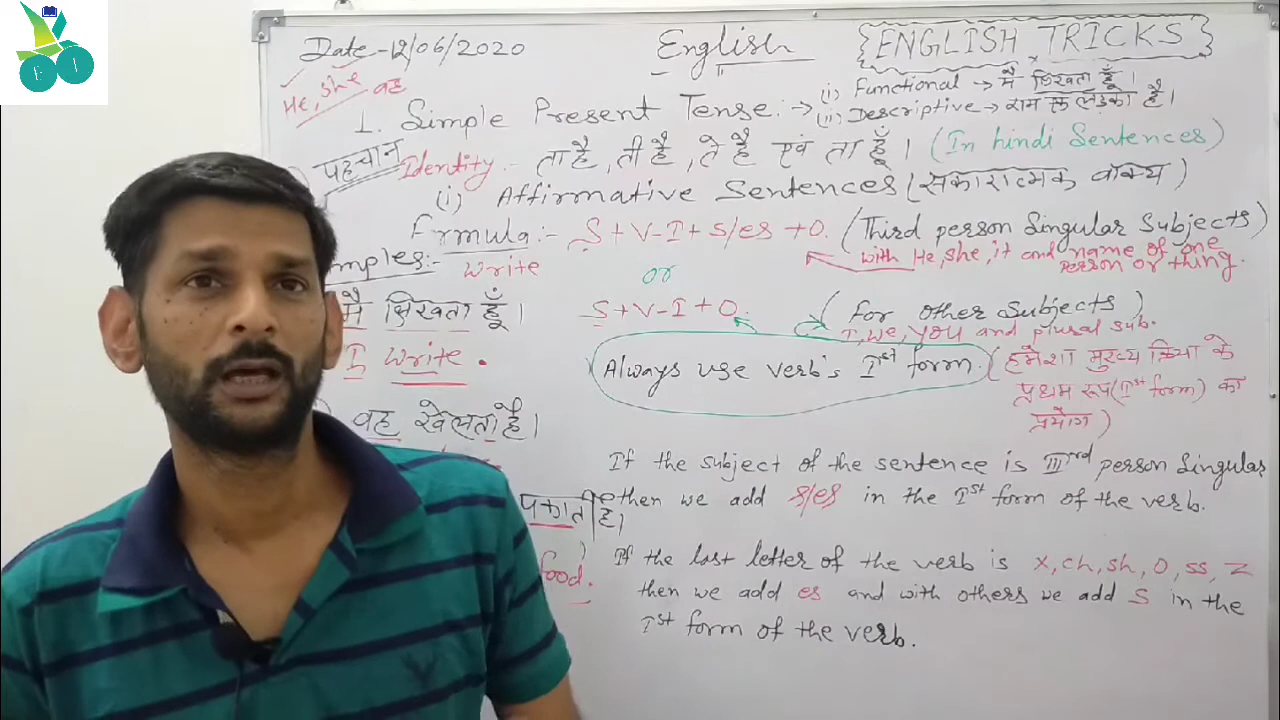 E I
Date-12/06/2020 English ENGLISH TRICKS
He, she वह
(i) Functional → मैं लिखता हूँ।
1. Simple Present Tense:→ (ii) Descriptive → राम एक लड़का है।
पहचान Identity :- ता है, ती है, ते है एवं ता हूँ। (In hindi Sentences)
(i) Affirmative Sentences (सकारात्मक वाक्य)
Formula:- S+V-I+s/es+O. (Third person Singular Subjects)
with He, she, it and name of one person or thing.
mples:- write or
मैं लिखता हूँ। S+V-I+O. (for other Subjects)
I, we, you and plural sub.
I write. Always use verb's Ist form. (हमेशा मुख्य क्रिया के
प्रथम रूप (Ist form) का
प्रयोग)
वह खेलता है।
If the subject of the sentence is IIIrd person Singular
पकाती है। then we add s/es in the Ist form of the verb.
food. If the last letter of the verb is x, ch, sh, o, ss, z
then we add es and with others we add s in the
Ist form of the verb.